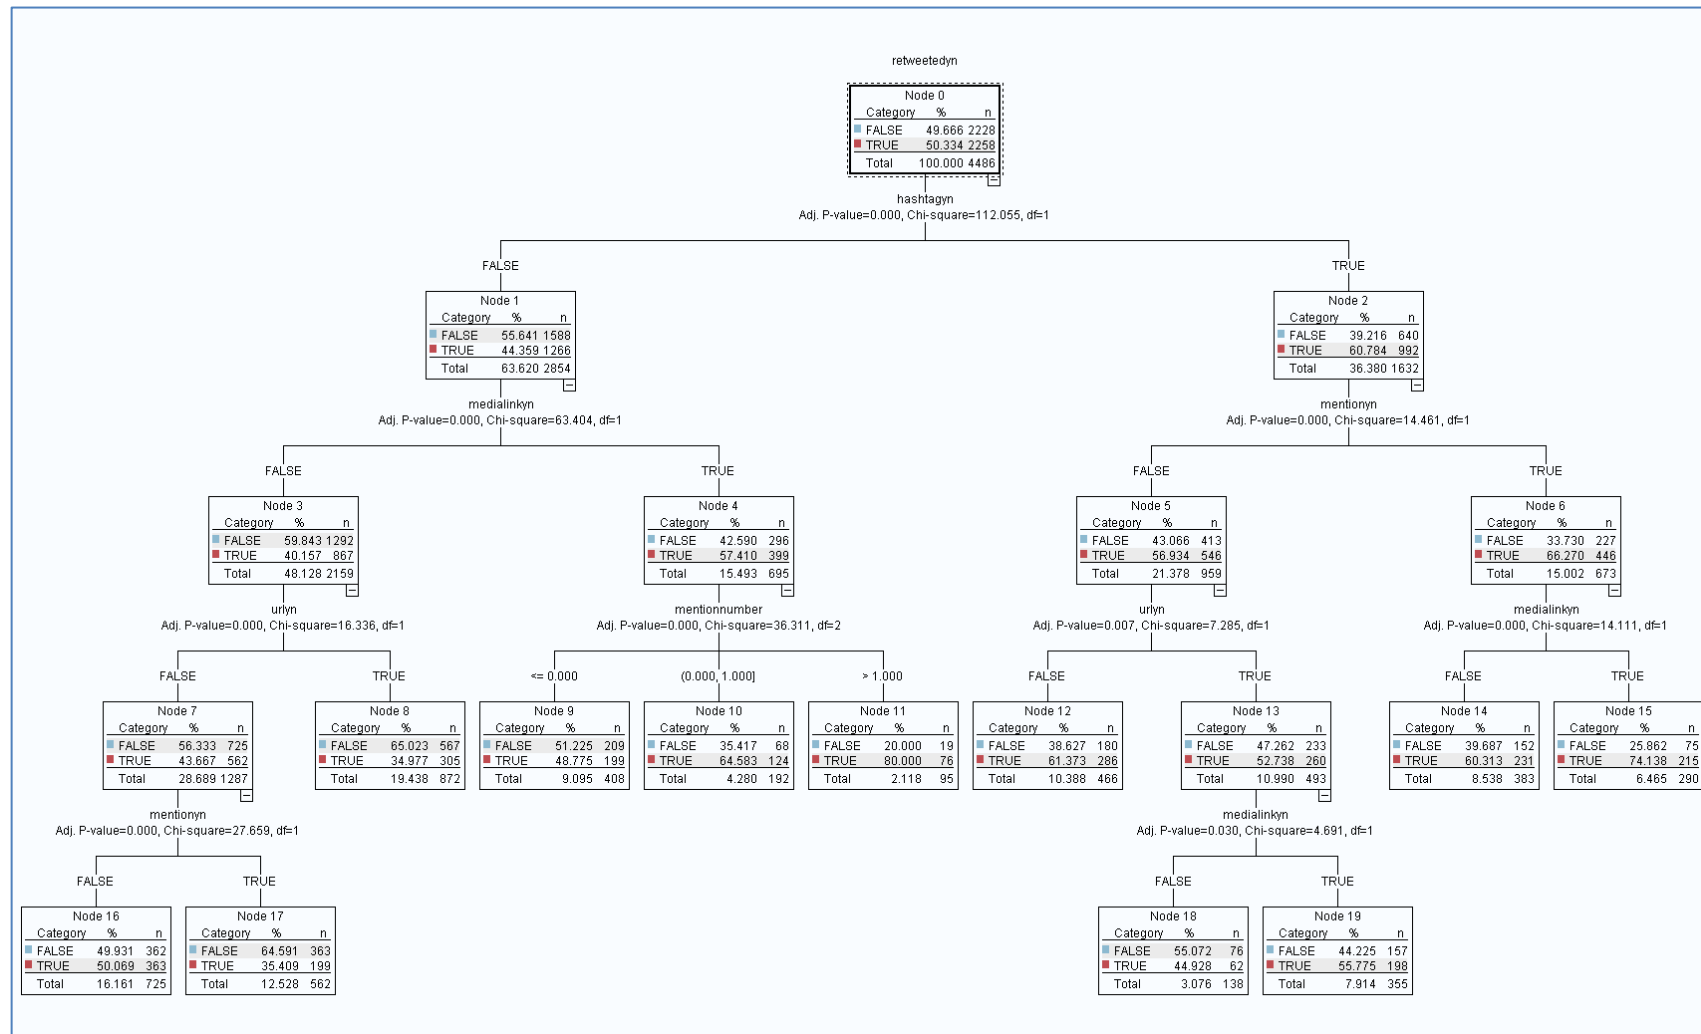 retweetedyn
Node 0
Category % n
FALSE 49.666 2228
TRUE 50.334 2258
Total 100.000 4486
hashtagyn
Adj. P-value=0.000, Chi-square=112.055, df=1
FALSE
TRUE
Node 1
Category % n
FALSE 55.641 1588
TRUE 44.359 1266
Total 63.620 2854
Node 2
Category % n
FALSE 39.216 640
TRUE 60.784 992
Total 36.380 1632
medialinkyn
Adj. P-value=0.000, Chi-square=63.404, df=1
mentionyn
Adj. P-value=0.000, Chi-square=14.461, df=1
FALSE
TRUE
FALSE
TRUE
Node 3
Category % n
FALSE 59.843 1292
TRUE 40.157 867
Total 48.128 2159
Node 4
Category % n
FALSE 42.590 296
TRUE 57.410 399
Total 15.493 695
Node 5
Category % n
FALSE 43.066 413
TRUE 56.934 546
Total 21.378 959
Node 6
Category % n
FALSE 33.730 227
TRUE 66.270 446
Total 15.002 673
urlyn
Adj. P-value=0.000, Chi-square=16.336, df=1
mentionnumber
Adj. P-value=0.000, Chi-square=36.311, df=2
urlyn
Adj. P-value=0.007, Chi-square=7.285, df=1
medialinkyn
Adj. P-value=0.000, Chi-square=14.111, df=1
FALSE
TRUE
<= 0.000
(0.000, 1.000]
> 1.000
FALSE
TRUE
FALSE
TRUE
Node 7
Category % n
FALSE 56.333 725
TRUE 43.667 562
Total 28.689 1287
Node 8
Category % n
FALSE 65.023 567
TRUE 34.977 305
Total 19.438 872
Node 9
Category % n
FALSE 51.225 209
TRUE 48.775 199
Total 9.095 408
Node 10
Category % n
FALSE 35.417 68
TRUE 64.583 124
Total 4.280 192
Node 11
Category % n
FALSE 20.000 19
TRUE 80.000 76
Total 2.118 95
Node 12
Category % n
FALSE 38.627 180
TRUE 61.373 286
Total 10.388 466
Node 13
Category % n
FALSE 47.262 233
TRUE 52.738 260
Total 10.990 493
Node 14
Category % n
FALSE 39.687 152
TRUE 60.313 231
Total 8.538 383
Node 15
Category % n
FALSE 25.862 75
TRUE 74.138 215
Total 6.465 290
mentionyn
Adj. P-value=0.000, Chi-square=27.659, df=1
medialinkyn
Adj. P-value=0.030, Chi-square=4.691, df=1
FALSE
TRUE
FALSE
TRUE
Node 16
Category % n
FALSE 49.931 362
TRUE 50.069 363
Total 16.161 725
Node 17
Category % n
FALSE 64.591 363
TRUE 35.409 199
Total 12.528 562
Node 18
Category % n
FALSE 55.072 76
TRUE 44.928 62
Total 3.076 138
Node 19
Category % n
FALSE 44.225 157
TRUE 55.775 198
Total 7.914 355